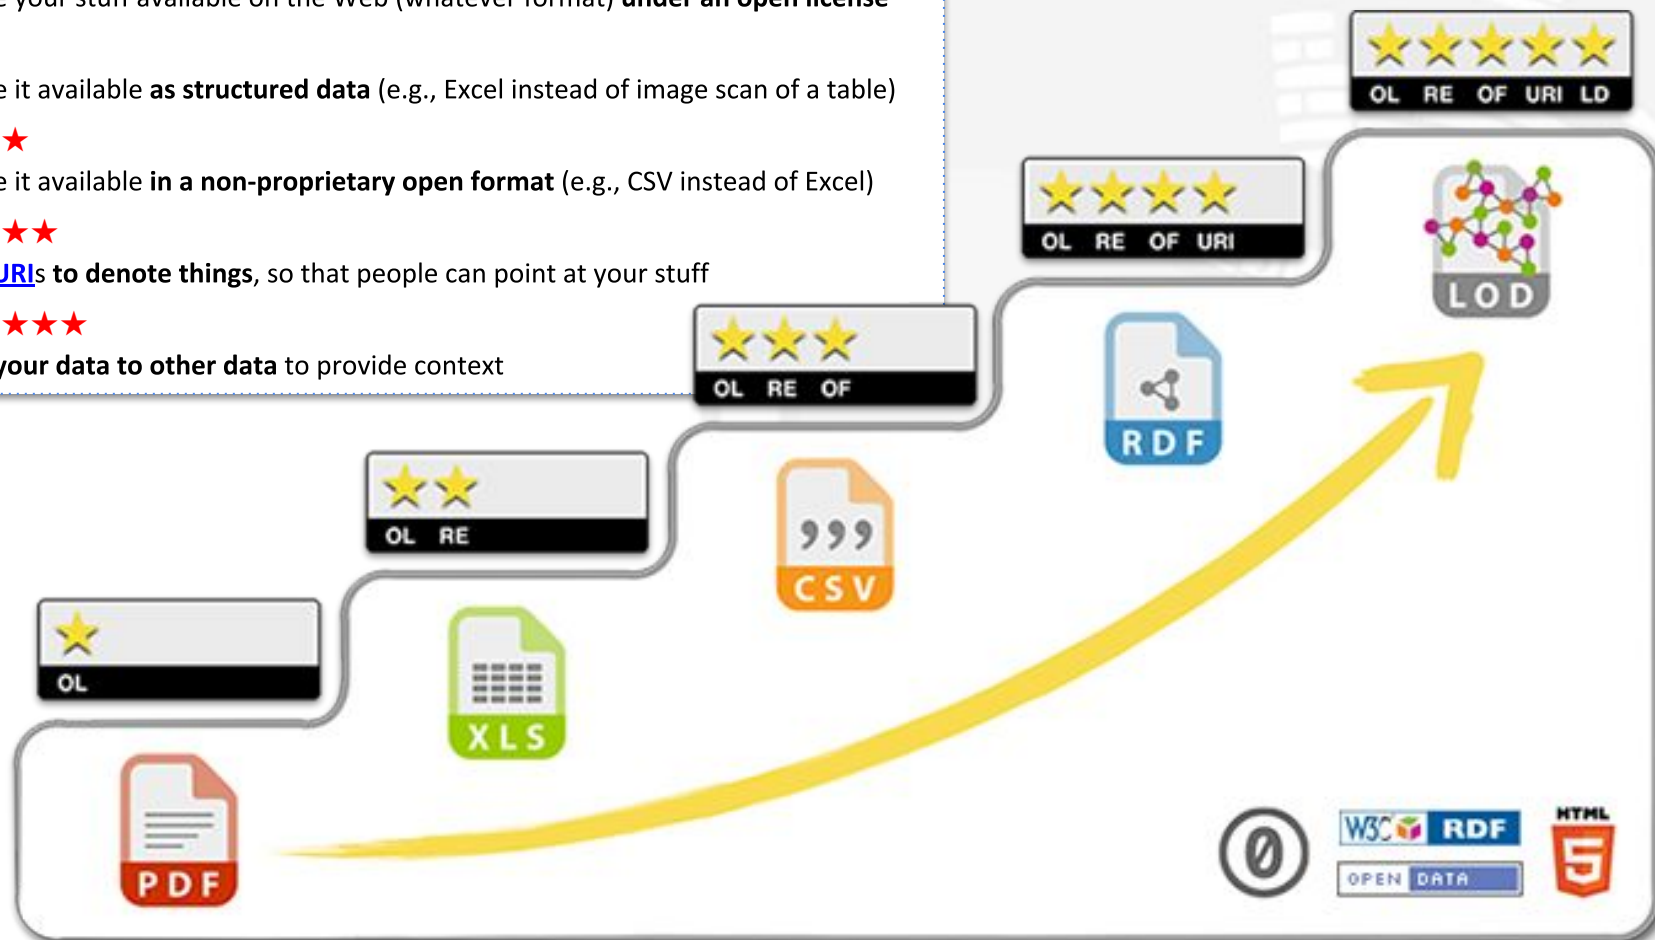 your stuff available on the Web (whatever format) under an open license
it available as structured data (e.g., Excel instead of image scan of a table)
★
it available in a non-proprietary open format (e.g., CSV instead of Excel)
★★
URIs to denote things, so that people can point at your stuff
★★★
your data to other data to provide context
OL RE OF URI LD
LOD
OL RE OF URI
RDF
OL RE OF
CSV
OL RE
XLS
OL
PDF
0
W3C RDF
OPEN DATA
HTML
5